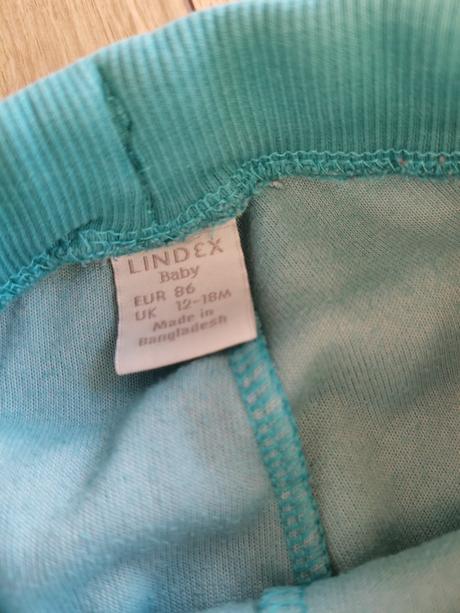 LINDEX
Baby
EUR 86
UK 12-18M
Made in
Bangladesh